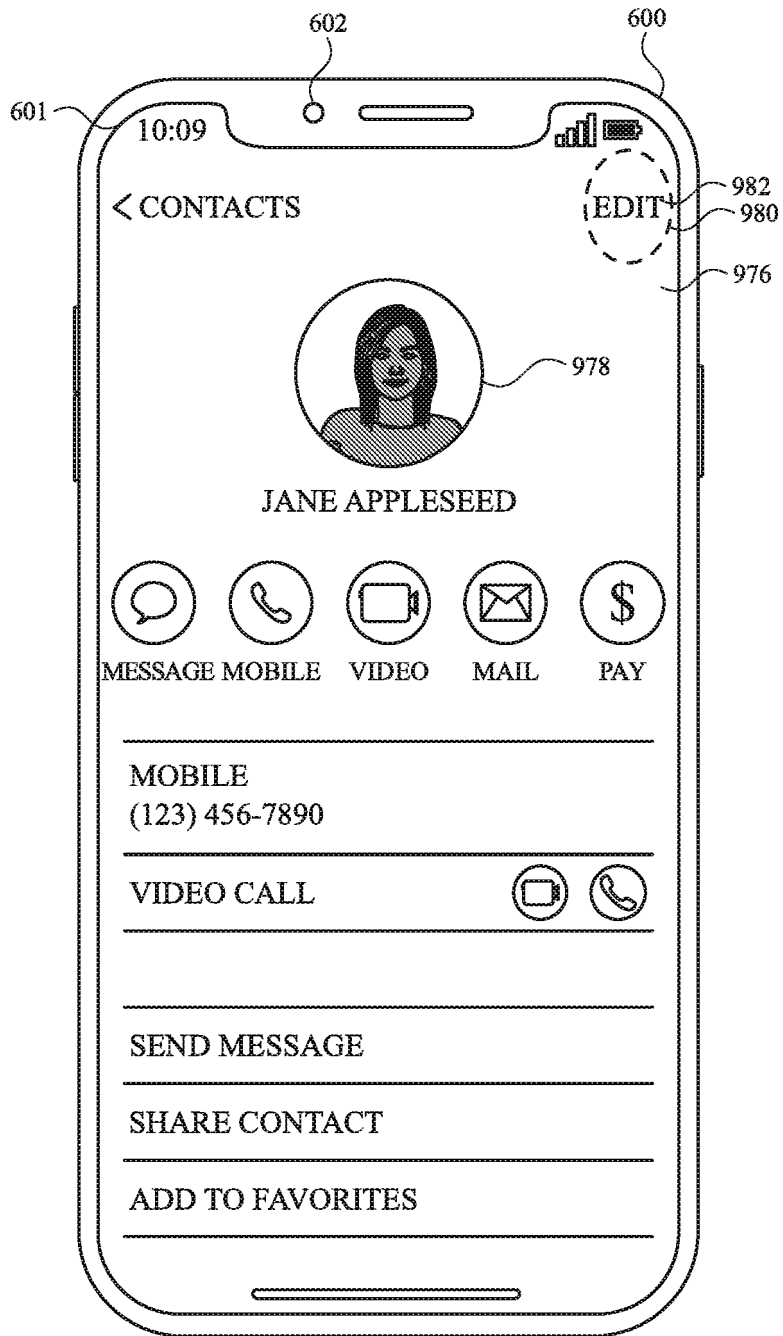 602
600
601
10:09
< CONTACTS
EDIT
982
980
976
978
JANE APPLESEED
$
MESSAGE MOBILE VIDEO MAIL PAY
MOBILE
(123) 456-7890
VIDEO CALL
SEND MESSAGE
SHARE CONTACT
ADD TO FAVORITES